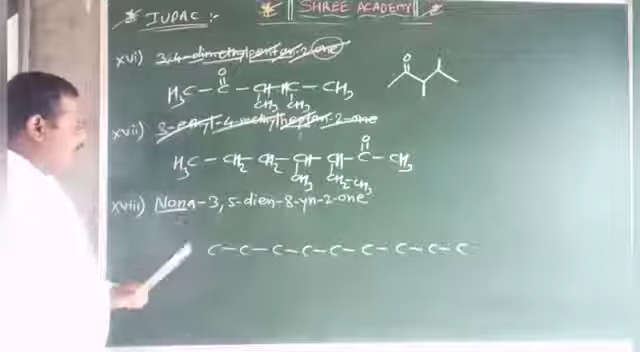 * IUPAC :- * SHREE ACADEMY *
xvi) 3,4-dimethylpentan-2-one
O
H3C - C - CH - HC - CH3
CH3 CH3
O
xvii) 3-ethyl-4-methylheptan-2-one
O
H3C - CH2 - CH2 - CH - CH - C - CH3
CH3 CH2-CH3
xviii) Nona-3,5-dien-8-yn-2-one
C - C - C - C - C - C - C - C - C